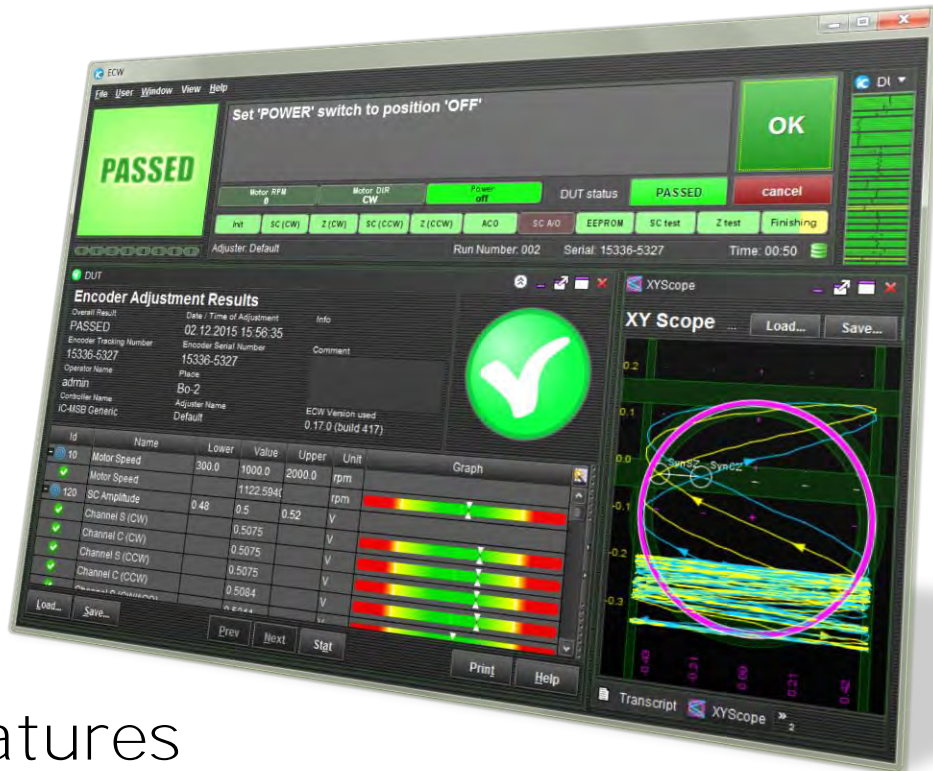 ECW
File User Window View Help
PASSED
Set 'POWER' switch to position 'OFF'
OK
Motor RPM
0
Motor DIR
CW
Power
off
DUT status
PASSED
cancel
Init SC (CW) Z (CW) SC (CCW) Z (CCW) ACO SC A/O EEPROM SC test Z test Finishing
Adjuster: Default Run Number: 002 Serial: 15336-5327 Time: 00:50
DUT
Encoder Adjustment Results
Overall Result Date / Time of Adjustment Info
PASSED 02.12.2015 15:56:35
Encoder Tracking Number Encoder Serial Number Comment
15336-5327 15336-5327
Operator Name Place
admin Bo-2
Controller Name Adjuster Name ECW Version used
iC-MSB Generic Default 0.17.0 (build 417)
Id Name Lower Value Upper Unit Graph
10 Motor Speed 300.0 1000.0 2000.0 rpm
Motor Speed rpm
120 SC Amplitude 0.48 0.5 0.52 V
Channel S (CW) 0.5075 V
Channel C (CW) 0.5075 V
Channel S (CCW) 0.5075 V
Channel C (CCW) 0.5084 V
Load... Save...
Prev Next Stat
Print Help
XYScope
XY Scope ... Load... Save...
0.2
0.1
0.0
-0.1
-0.2
-0.3
SynSZ SynCZ
0.21
0.42
Transcript XYScope » 2
atures